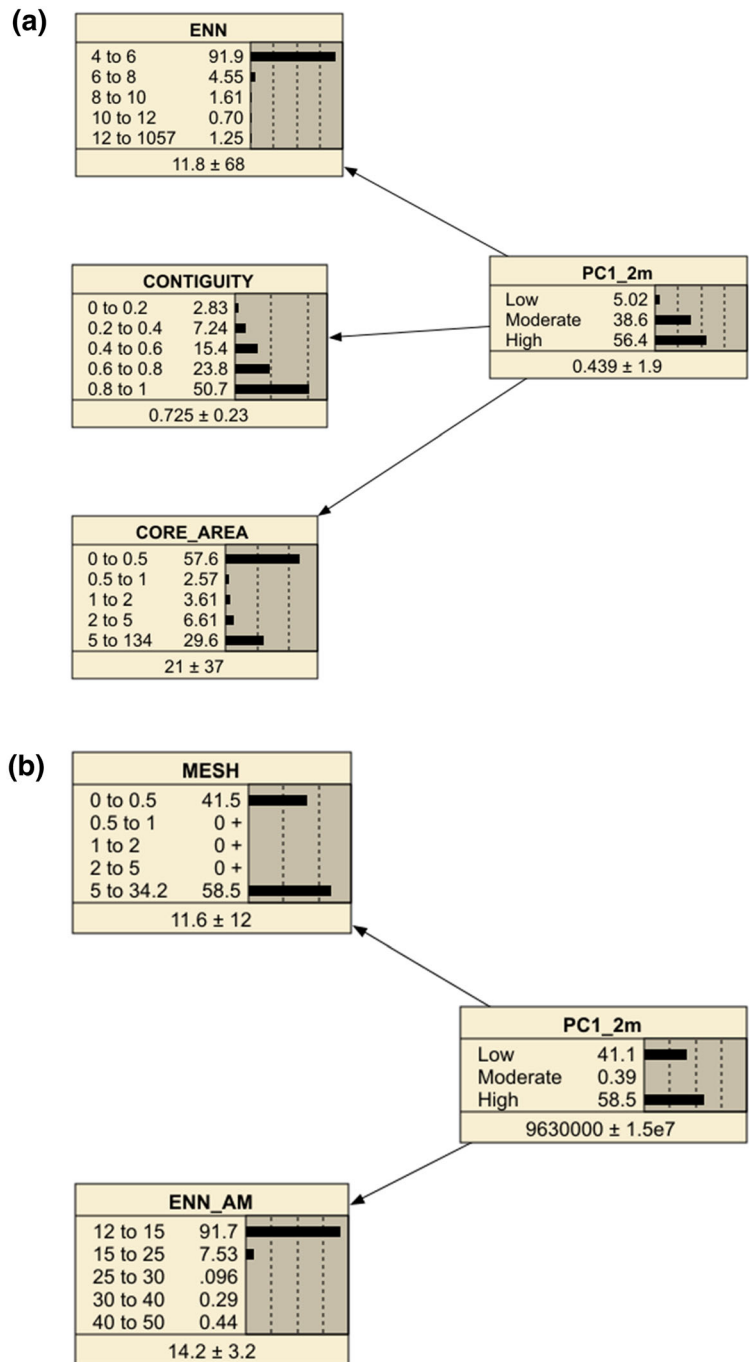 (a)
ENN
4 to 6 91.9
6 to 8 4.55
8 to 10 1.61
10 to 12 0.70
12 to 1057 1.25
11.8 ± 68
CONTIGUITY
0 to 0.2 2.83
0.2 to 0.4 7.24
0.4 to 0.6 15.4
0.6 to 0.8 23.8
0.8 to 1 50.7
0.725 ± 0.23
PC1_2m
Low 5.02
Moderate 38.6
High 56.4
0.439 ± 1.9
CORE_AREA
0 to 0.5 57.6
0.5 to 1 2.57
1 to 2 3.61
2 to 5 6.61
5 to 134 29.6
21 ± 37
(b)
MESH
0 to 0.5 41.5
0.5 to 1 0 +
1 to 2 0 +
2 to 5 0 +
5 to 34.2 58.5
11.6 ± 12
PC1_2m
Low 41.1
Moderate 0.39
High 58.5
9630000 ± 1.5e7
ENN_AM
12 to 15 91.7
15 to 25 7.53
25 to 30 .096
30 to 40 0.29
40 to 50 0.44
14.2 ± 3.2